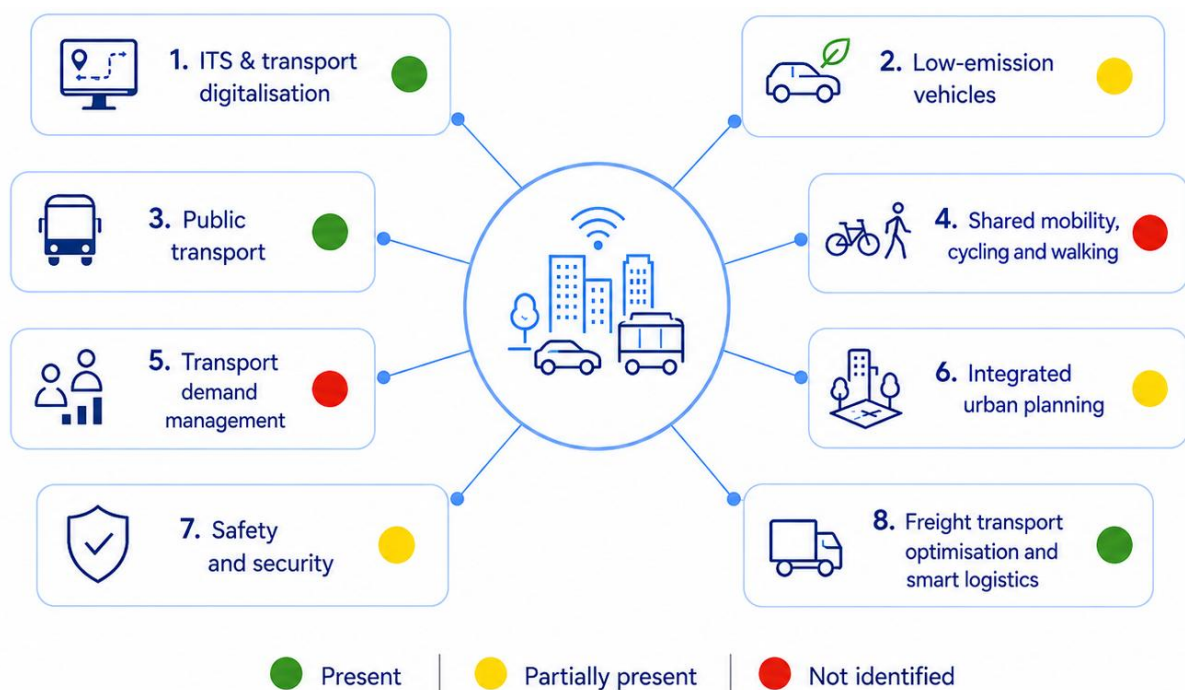 1. ITS & transport
digitalisation
2. Low-emission
vehicles
3. Public
transport
4. Shared mobility,
cycling and walking
5. Transport
demand
management
6. Integrated
urban planning
7. Safety
and security
8. Freight transport
optimisation and
smart logistics
Present
Partially present
Not identified